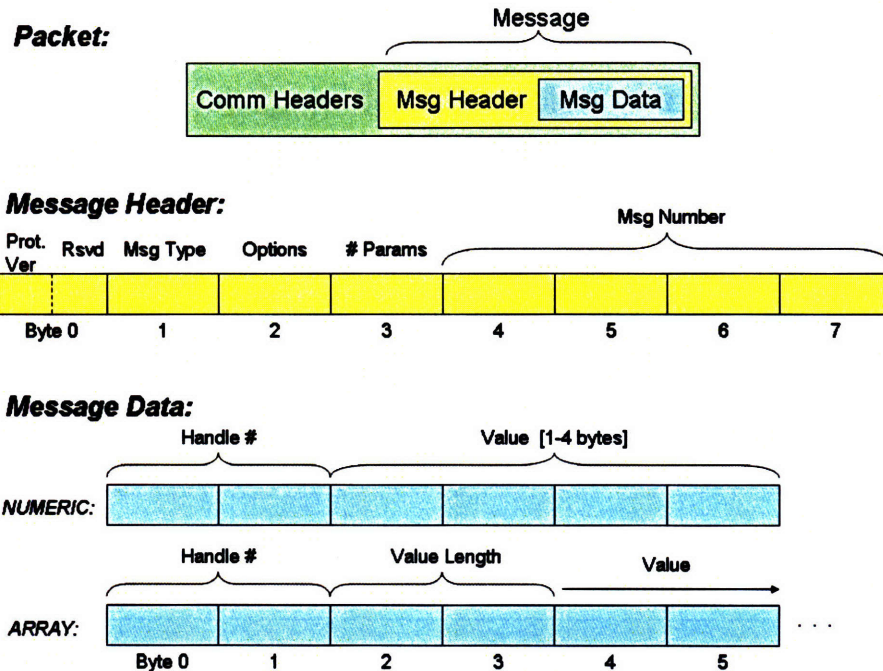 Packet:
Message
Comm Headers
Msg Header
Msg Data
Message Header:
Msg Number
Prot. Ver
Rsvd
Msg Type
Options
# Params
Byte 0 1 2 3 4 5 6 7
Message Data:
Handle #
Value [1-4 bytes]
NUMERIC:
Handle #
Value Length
Value
ARRAY:
. . .
Byte 0 1 2 3 4 5